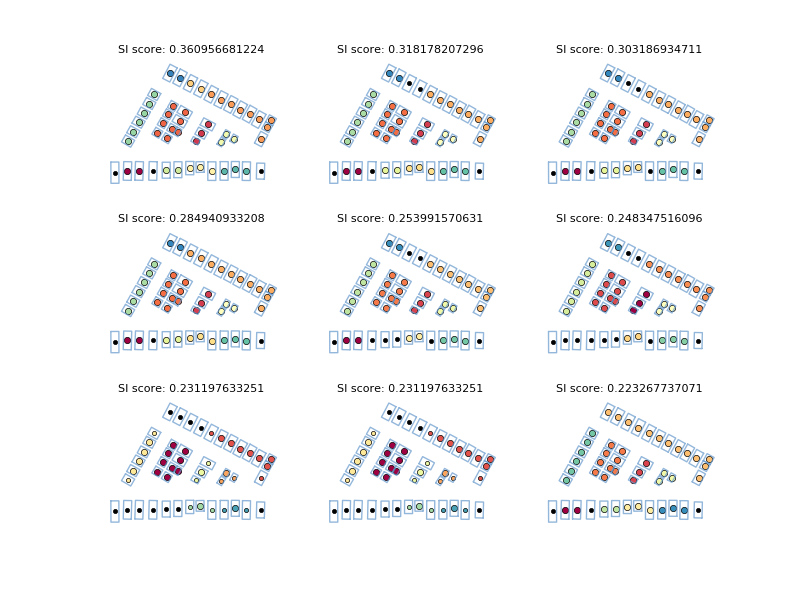 SI score: 0.360956681224
SI score: 0.318178207296
SI score: 0.303186934711
SI score: 0.284940933208
SI score: 0.253991570631
SI score: 0.248347516096
SI score: 0.231197633251
SI score: 0.231197633251
SI score: 0.223267737071